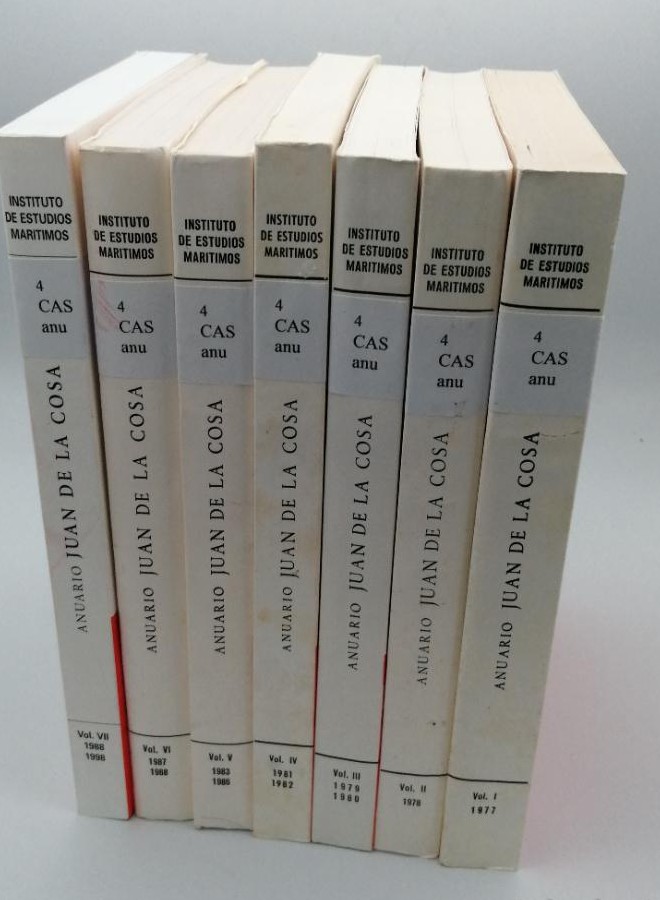 INSTITUTO
DE ESTUDIOS
MARITIMOS
4
CAS
anu
ANUARIO JUAN DE LA COSA
Vol. VII
1988
1998
INSTITUTO
DE ESTUDIOS
MARITIMOS
4
CAS
anu
ANUARIO JUAN DE LA COSA
Vol. VI
1987
1988
INSTITUTO
DE ESTUDIOS
MARITIMOS
4
CAS
anu
ANUARIO JUAN DE LA COSA
Vol. V
1983
1986
INSTITUTO
DE ESTUDIOS
MARITIMOS
4
CAS
anu
ANUARIO JUAN DE LA COSA
Vol. IV
1981
1982
INSTITUTO
DE ESTUDIOS
MARITIMOS
4
CAS
anu
ANUARIO JUAN DE LA COSA
Vol. III
1979
1980
INSTITUTO
DE ESTUDIOS
MARITIMOS
4
CAS
anu
ANUARIO JUAN DE LA COSA
Vol. II
1978
INSTITUTO
DE ESTUDIOS
MARITIMOS
4
CAS
anu
ANUARIO JUAN DE LA COSA
Vol. I
1977